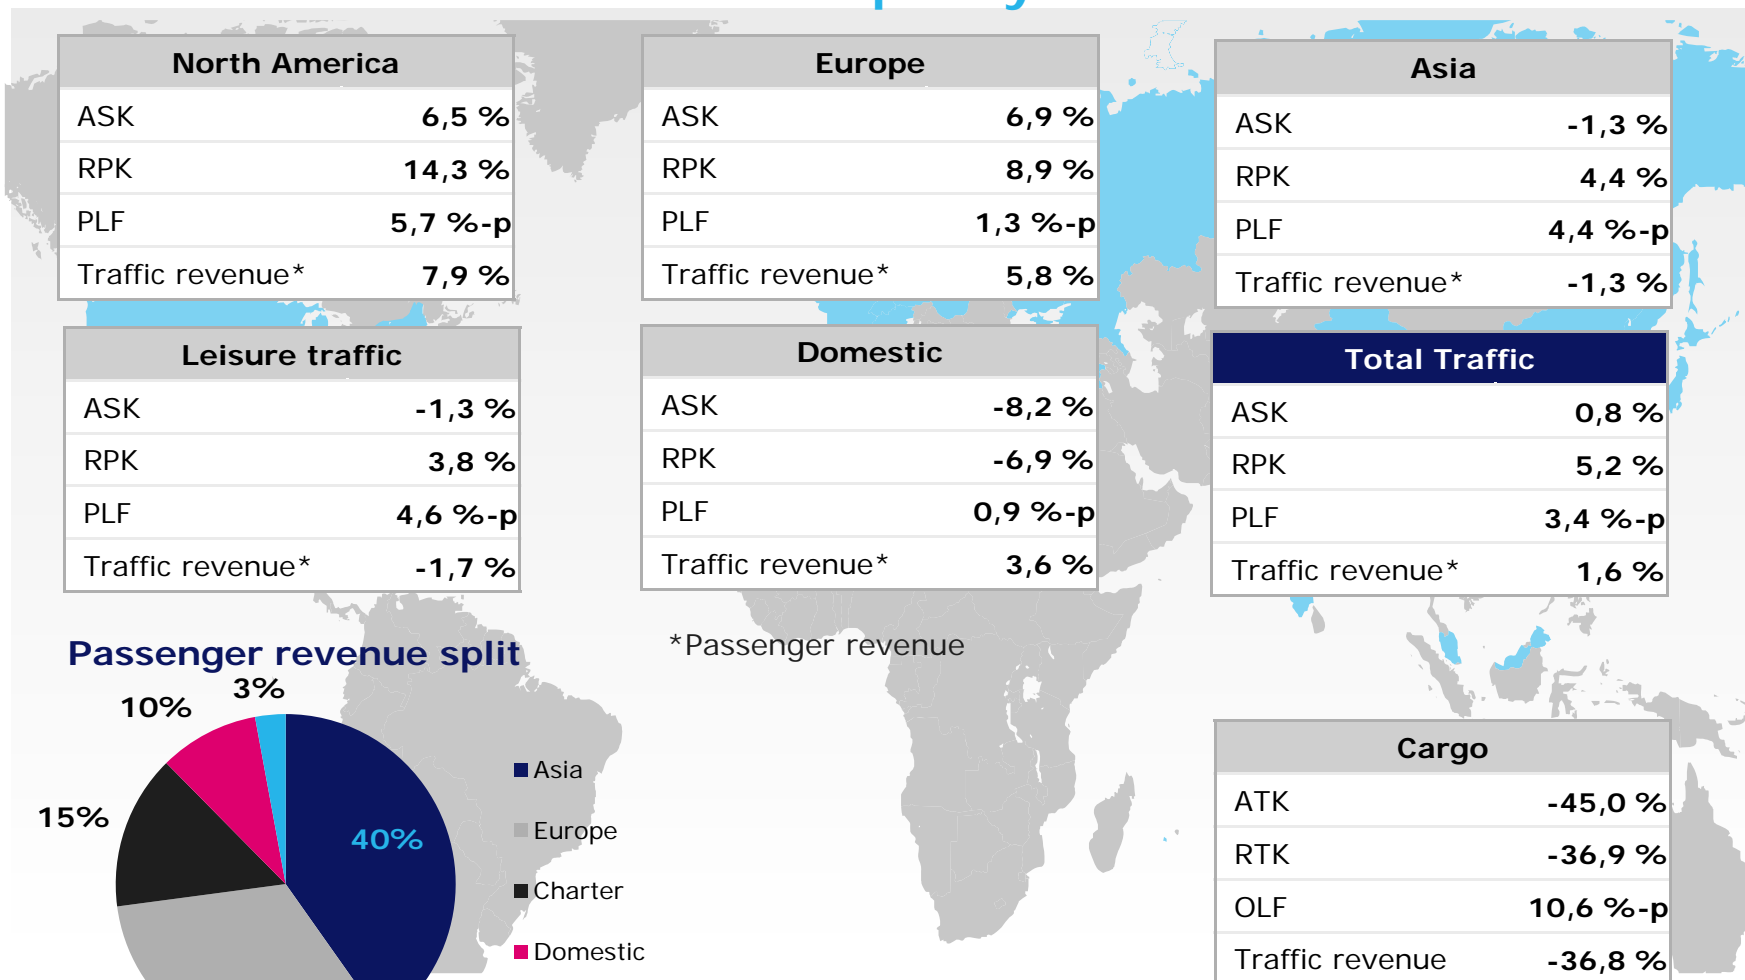 North America
ASK 6,5 %
RPK 14,3 %
PLF 5,7 %-p
Traffic revenue* 7,9 %
Europe
ASK 6,9 %
RPK 8,9 %
PLF 1,3 %-p
Traffic revenue* 5,8 %
Asia
ASK -1,3 %
RPK 4,4 %
PLF 4,4 %-p
Traffic revenue* -1,3 %
Leisure traffic
ASK -1,3 %
RPK 3,8 %
PLF 4,6 %-p
Traffic revenue* -1,7 %
Domestic
ASK -8,2 %
RPK -6,9 %
PLF 0,9 %-p
Traffic revenue* 3,6 %
Total Traffic
ASK 0,8 %
RPK 5,2 %
PLF 3,4 %-p
Traffic revenue* 1,6 %
*Passenger revenue
Passenger revenue split
3%
10%
15%
40%
Asia
Europe
Charter
Domestic
Cargo
ATK -45,0 %
RTK -36,9 %
OLF 10,6 %-p
Traffic revenue -36,8 %